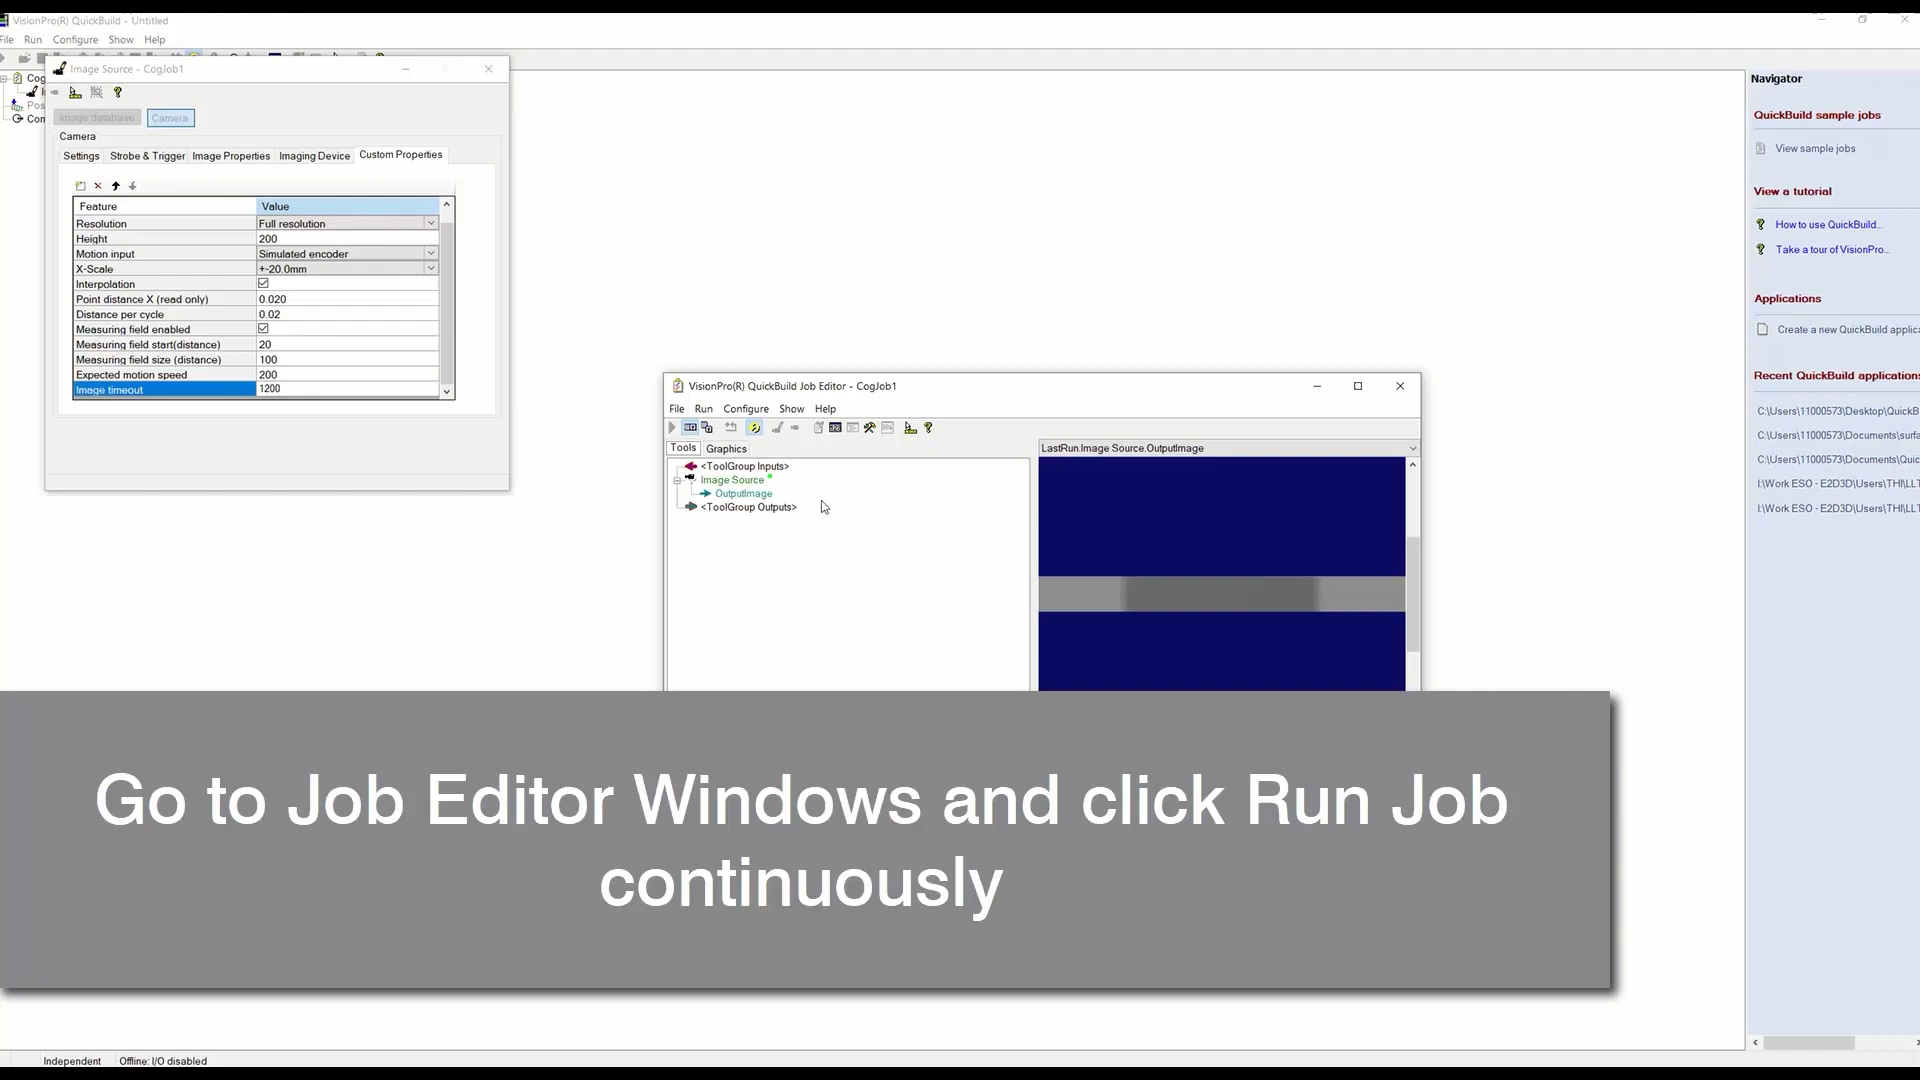 VisionPro(R) QuickBuild - Untitled
File Run Configure Show Help
Image Source - CogJob1
Image database Camera
Camera
Settings Strobe & Trigger Image Properties Imaging Device Custom Properties
Feature Value
Resolution Full resolution
Height 200
Motion input Simulated encoder
X-Scale +-20.0mm
Interpolation
Point distance X (read only) 0.020
Distance per cycle 0.02
Measuring field enabled
Measuring field start(distance) 20
Measuring field size (distance) 100
Expected motion speed 200
Image timeout 1200
VisionPro(R) QuickBuild Job Editor - CogJob1
File Run Configure Show Help
Tools Graphics
LastRun.Image Source.OutputImage
<ToolGroup Inputs>
Image Source
OutputImage
<ToolGroup Outputs>
Navigator
QuickBuild sample jobs
View sample jobs
View a tutorial
How to use QuickBuild...
Take a tour of VisionPro...
Applications
Create a new QuickBuild applica
Recent QuickBuild applications
C:\Users\11000573\Desktop\QuickB
C:\Users\11000573\Documents\surfa
C:\Users\11000573\Documents\Quic
I:\Work ESO - E2D3D\Users\THI\LLT
I:\Work ESO - E2D3D\Users\THI\LLT
Go to Job Editor Windows and click Run Job
continuously
Independent Offline: I/O disabled